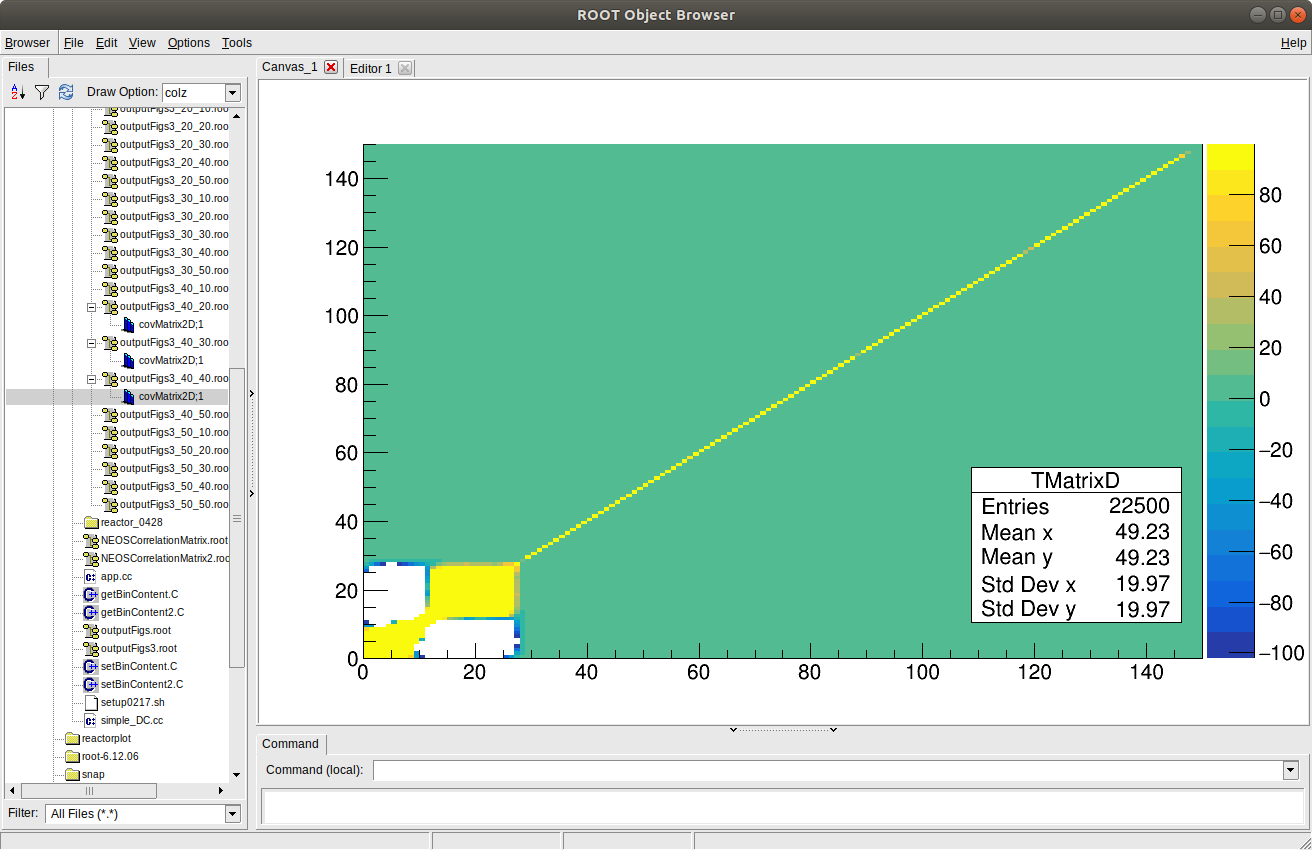 ROOT Object Browser
Browser File Edit View Options Tools Help
Files
Draw Option: colz
outputFigs3_20_10.roo
outputFigs3_20_20.roo
outputFigs3_20_30.roo
outputFigs3_20_40.roo
outputFigs3_20_50.roo
outputFigs3_30_10.roo
outputFigs3_30_20.roo
outputFigs3_30_30.roo
outputFigs3_30_40.roo
outputFigs3_30_50.roo
outputFigs3_40_10.roo
outputFigs3_40_20.roo
covMatrix2D;1
outputFigs3_40_30.roo
covMatrix2D;1
outputFigs3_40_40.roo
covMatrix2D;1
outputFigs3_40_50.roo
outputFigs3_50_10.roo
outputFigs3_50_20.roo
outputFigs3_50_30.roo
outputFigs3_50_40.roo
outputFigs3_50_50.roo
reactor_0428
NEOSCorrelationMatrix.root
NEOSCorrelationMatrix2.roo
app.cc
getBinContent.C
getBinContent2.C
outputFigs.root
outputFigs3.root
setBinContent.C
setBinContent2.C
setup0217.sh
simple_DC.cc
reactorplot
root-6.12.06
snap
Filter: All Files (*.*)
Canvas_1 Editor 1
140
120
100
80
60
40
20
0
0 20 40 60 80 100 120 140
80
60
40
20
0
−20
−40
−60
−80
−100
TMatrixD
Entries 22500
Mean x 49.23
Mean y 49.23
Std Dev x 19.97
Std Dev y 19.97
Command
Command (local):